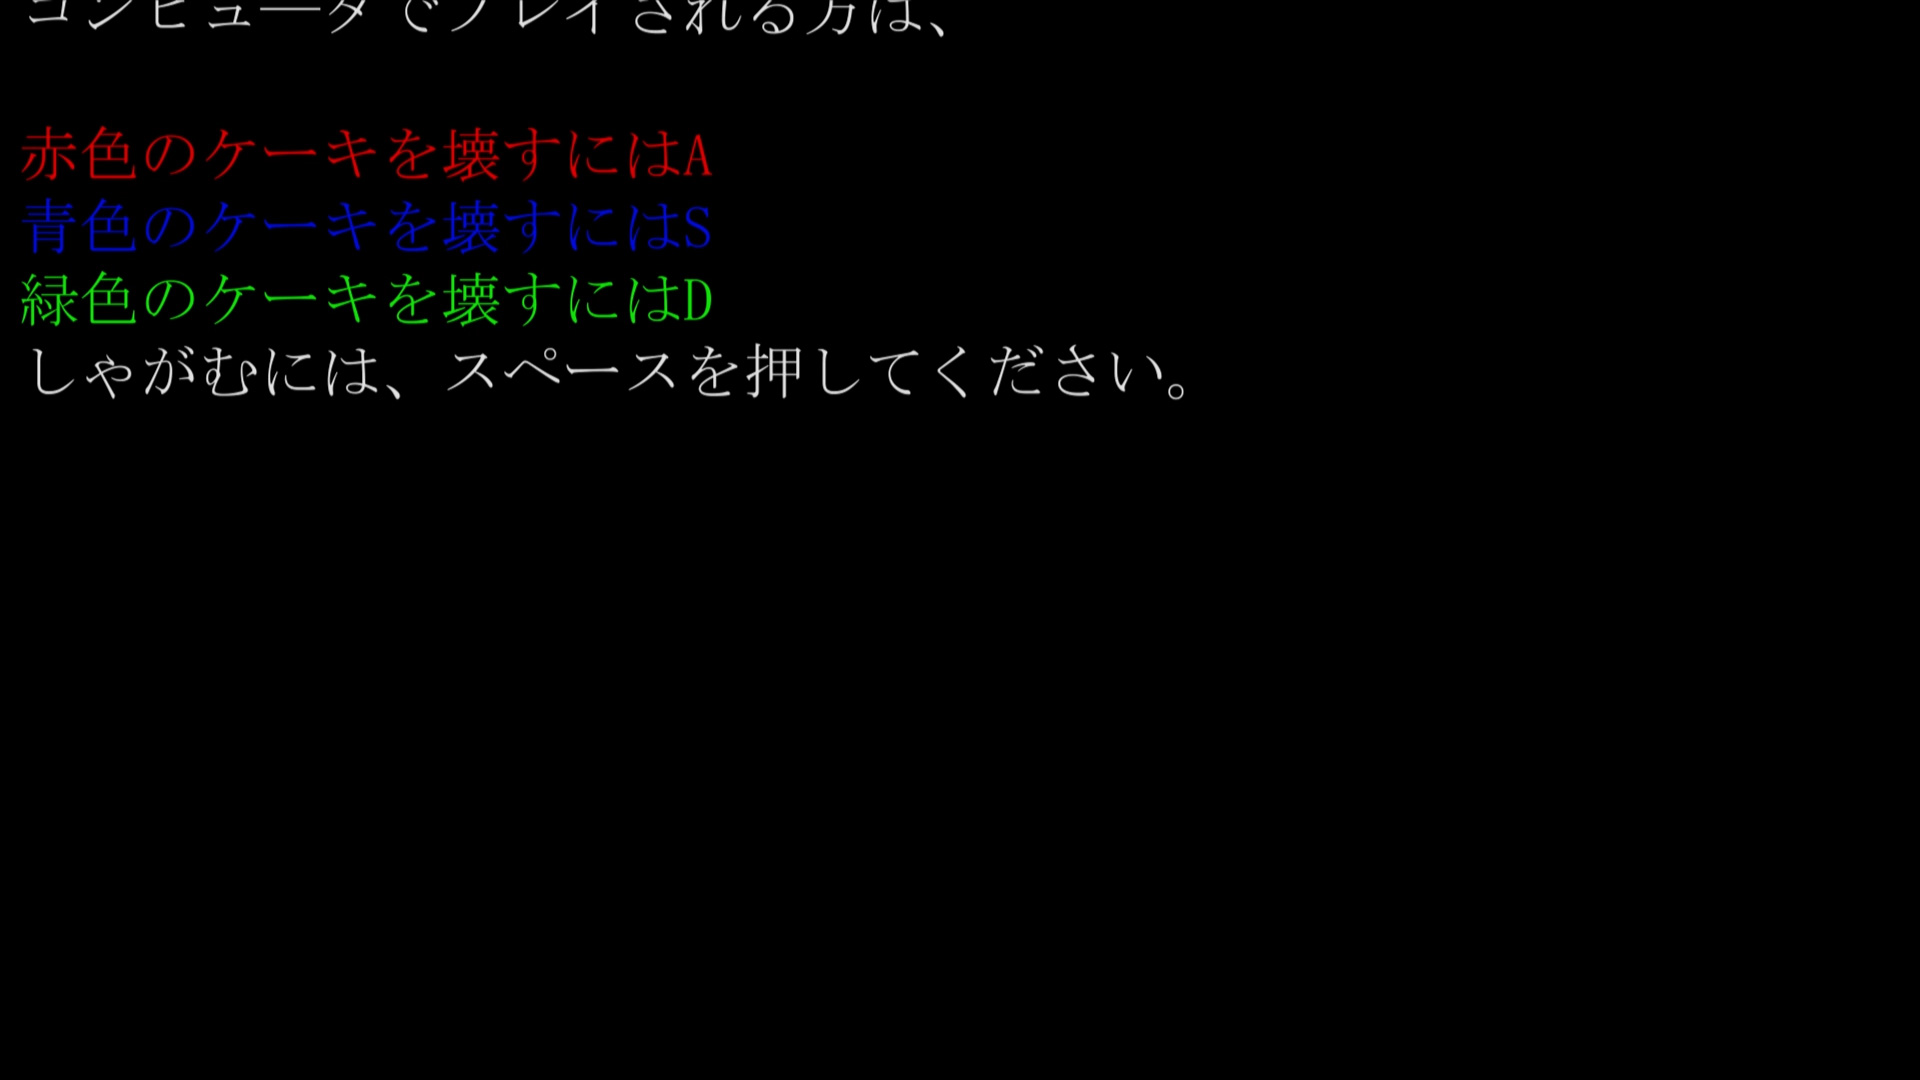 コンピュータでプレイされる方は、
赤色のケーキを壊すにはA
青色のケーキを壊すにはS
緑色のケーキを壊すにはD
しゃがむには、スペースを押してください。